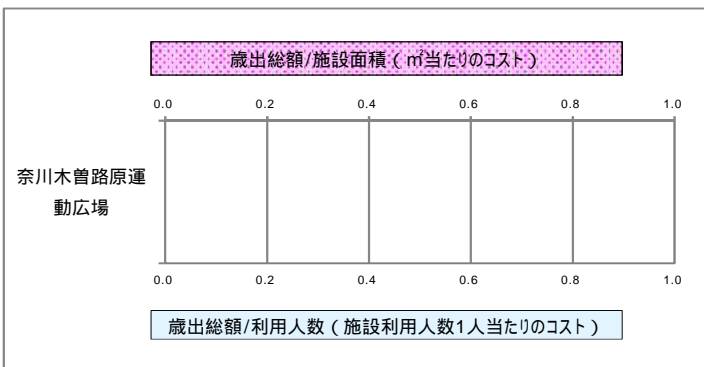 歳出総額/施設面積（㎡当たりのコスト）
0.0 0.2 0.4 0.6 0.8 1.0
奈川木曽路原運
動広場
0.0 0.2 0.4 0.6 0.8 1.0
歳出総額/利用人数（施設利用人数1人当たりのコスト）